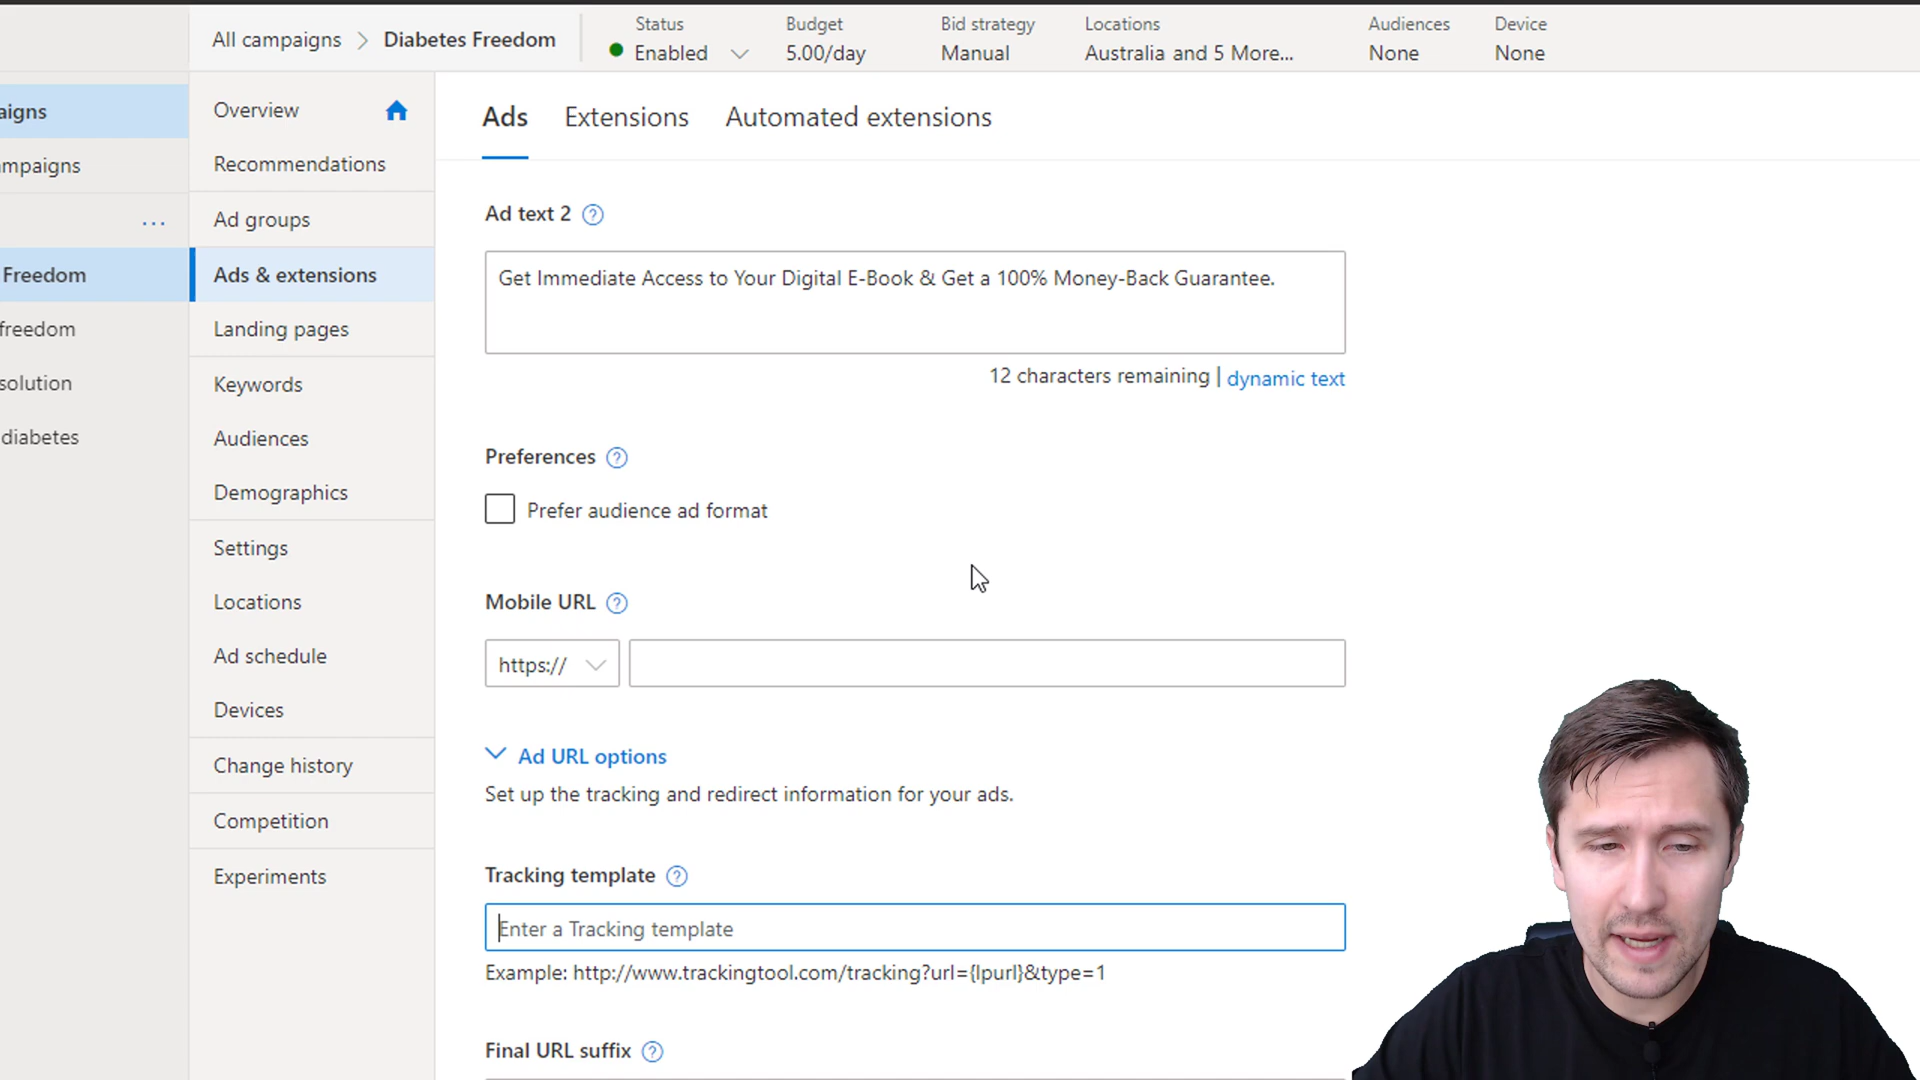 All campaigns > Diabetes Freedom
Status
Enabled
Budget
5.00/day
Bid strategy
Manual
Locations
Australia and 5 More...
Audiences
None
Device
None
aigns
mpaigns
...
Freedom
freedom
solution
diabetes
Overview
Recommendations
Ad groups
Ads & extensions
Landing pages
Keywords
Audiences
Demographics
Settings
Locations
Ad schedule
Devices
Change history
Competition
Experiments
Ads Extensions Automated extensions
Ad text 2 ?
Get Immediate Access to Your Digital E-Book & Get a 100% Money-Back Guarantee.
12 characters remaining | dynamic text
Preferences ?
Prefer audience ad format
Mobile URL ?
https://
Ad URL options
Set up the tracking and redirect information for your ads.
Tracking template ?
Enter a Tracking template
Example: http://www.trackingtool.com/tracking?url={lpurl}&type=1
Final URL suffix ?